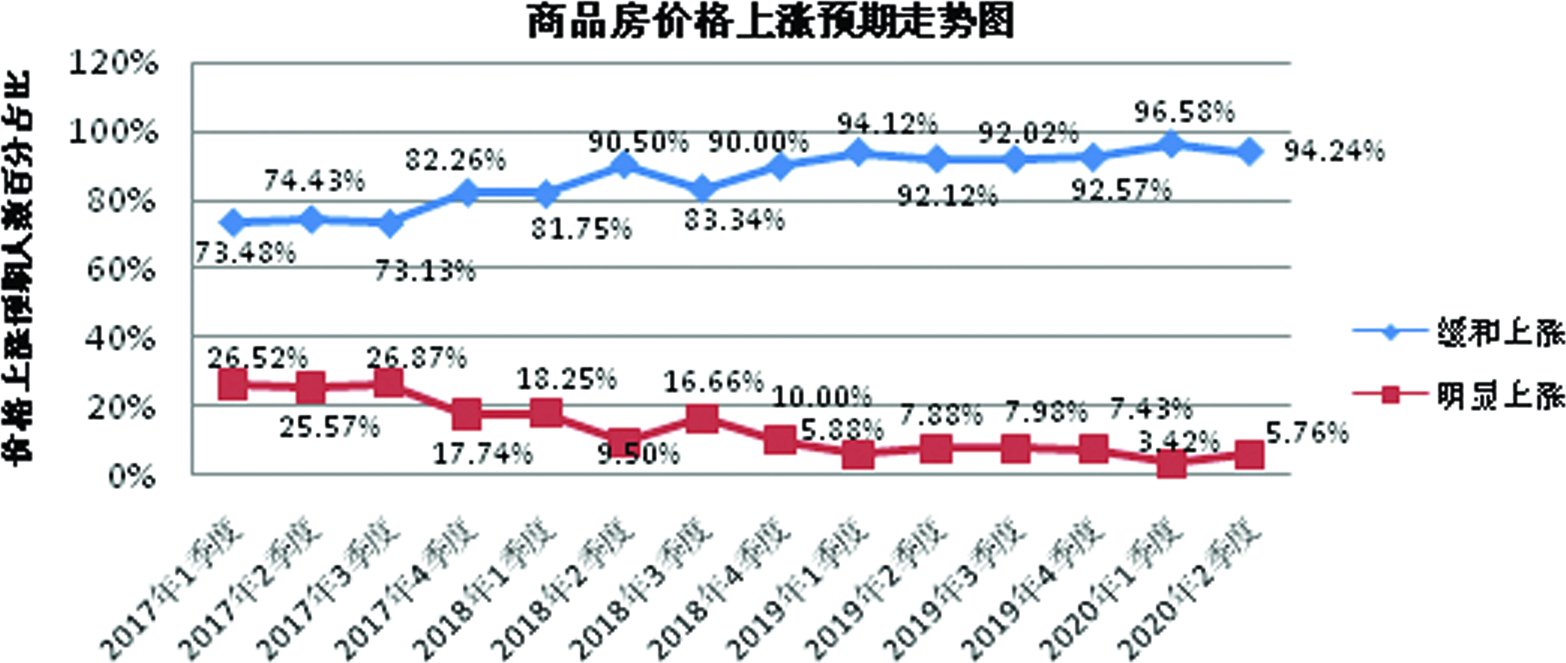 商品房价格上涨预期走势图
价格上涨预期人数百分占比
120%
100%
80%
60%
40%
20%
0%
73.48%
74.43%
73.13%
82.26%
81.75%
90.50%
83.34%
90.00%
94.12%
92.12%
92.02%
92.57%
96.58%
94.24%
26.52%
25.57%
26.87%
17.74%
18.25%
9.50%
16.66%
10.00%
5.88%
7.88%
7.98%
7.43%
3.42%
5.76%
缓和上涨
明显上涨
2017年1季度
2017年2季度
2017年3季度
2017年4季度
2018年1季度
2018年2季度
2018年3季度
2018年4季度
2019年1季度
2019年2季度
2019年3季度
2019年4季度
2020年1季度
2020年2季度